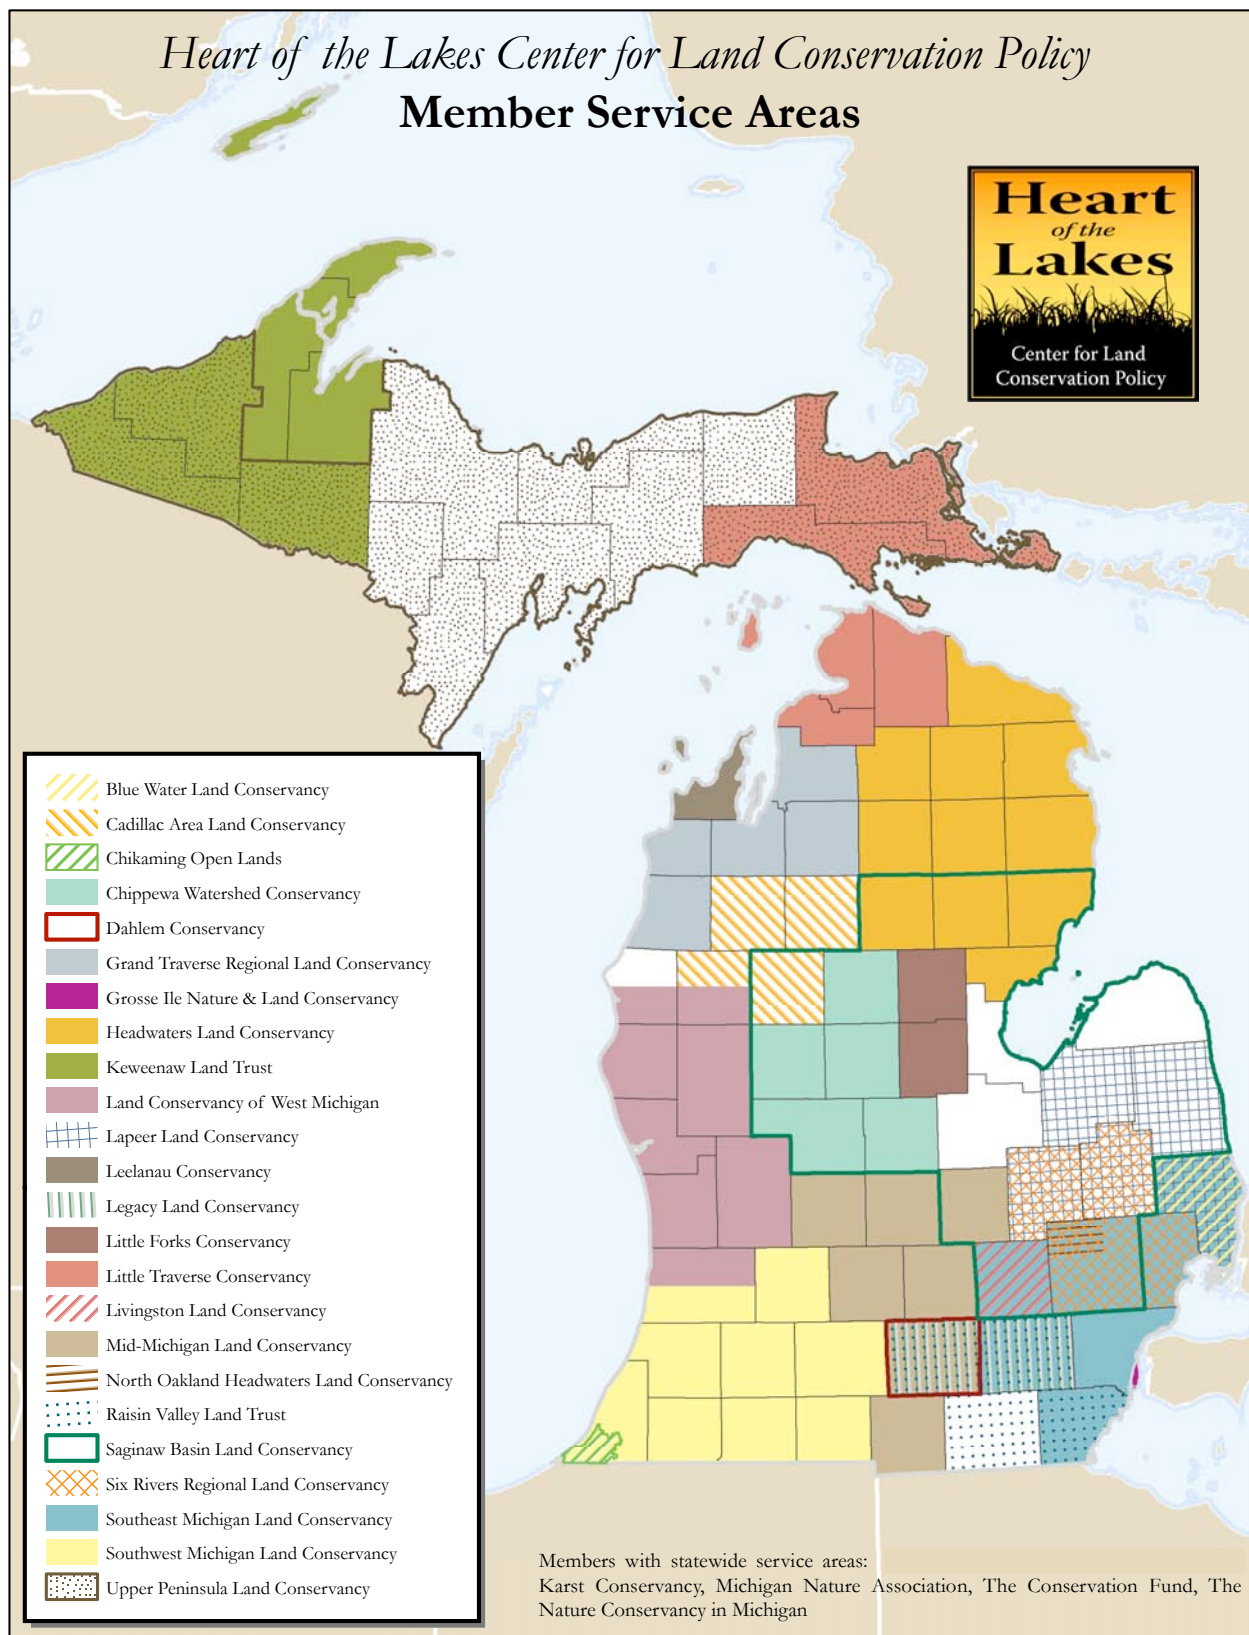 Heart of the Lakes Center for Land Conservation Policy
Member Service Areas
Heart
of the
Lakes
Center for Land
Conservation Policy
Blue Water Land Conservancy
Cadillac Area Land Conservancy
Chikaming Open Lands
Chippewa Watershed Conservancy
Dahlem Conservancy
Grand Traverse Regional Land Conservancy
Grosse Ile Nature & Land Conservancy
Headwaters Land Conservancy
Keweenaw Land Trust
Land Conservancy of West Michigan
Lapeer Land Conservancy
Leelanau Conservancy
Legacy Land Conservancy
Little Forks Conservancy
Little Traverse Conservancy
Livingston Land Conservancy
Mid-Michigan Land Conservancy
North Oakland Headwaters Land Conservancy
Raisin Valley Land Trust
Saginaw Basin Land Conservancy
Six Rivers Regional Land Conservancy
Southeast Michigan Land Conservancy
Southwest Michigan Land Conservancy
Upper Peninsula Land Conservancy
Members with statewide service areas:
Karst Conservancy, Michigan Nature Association, The Conservation Fund, The
Nature Conservancy in Michigan